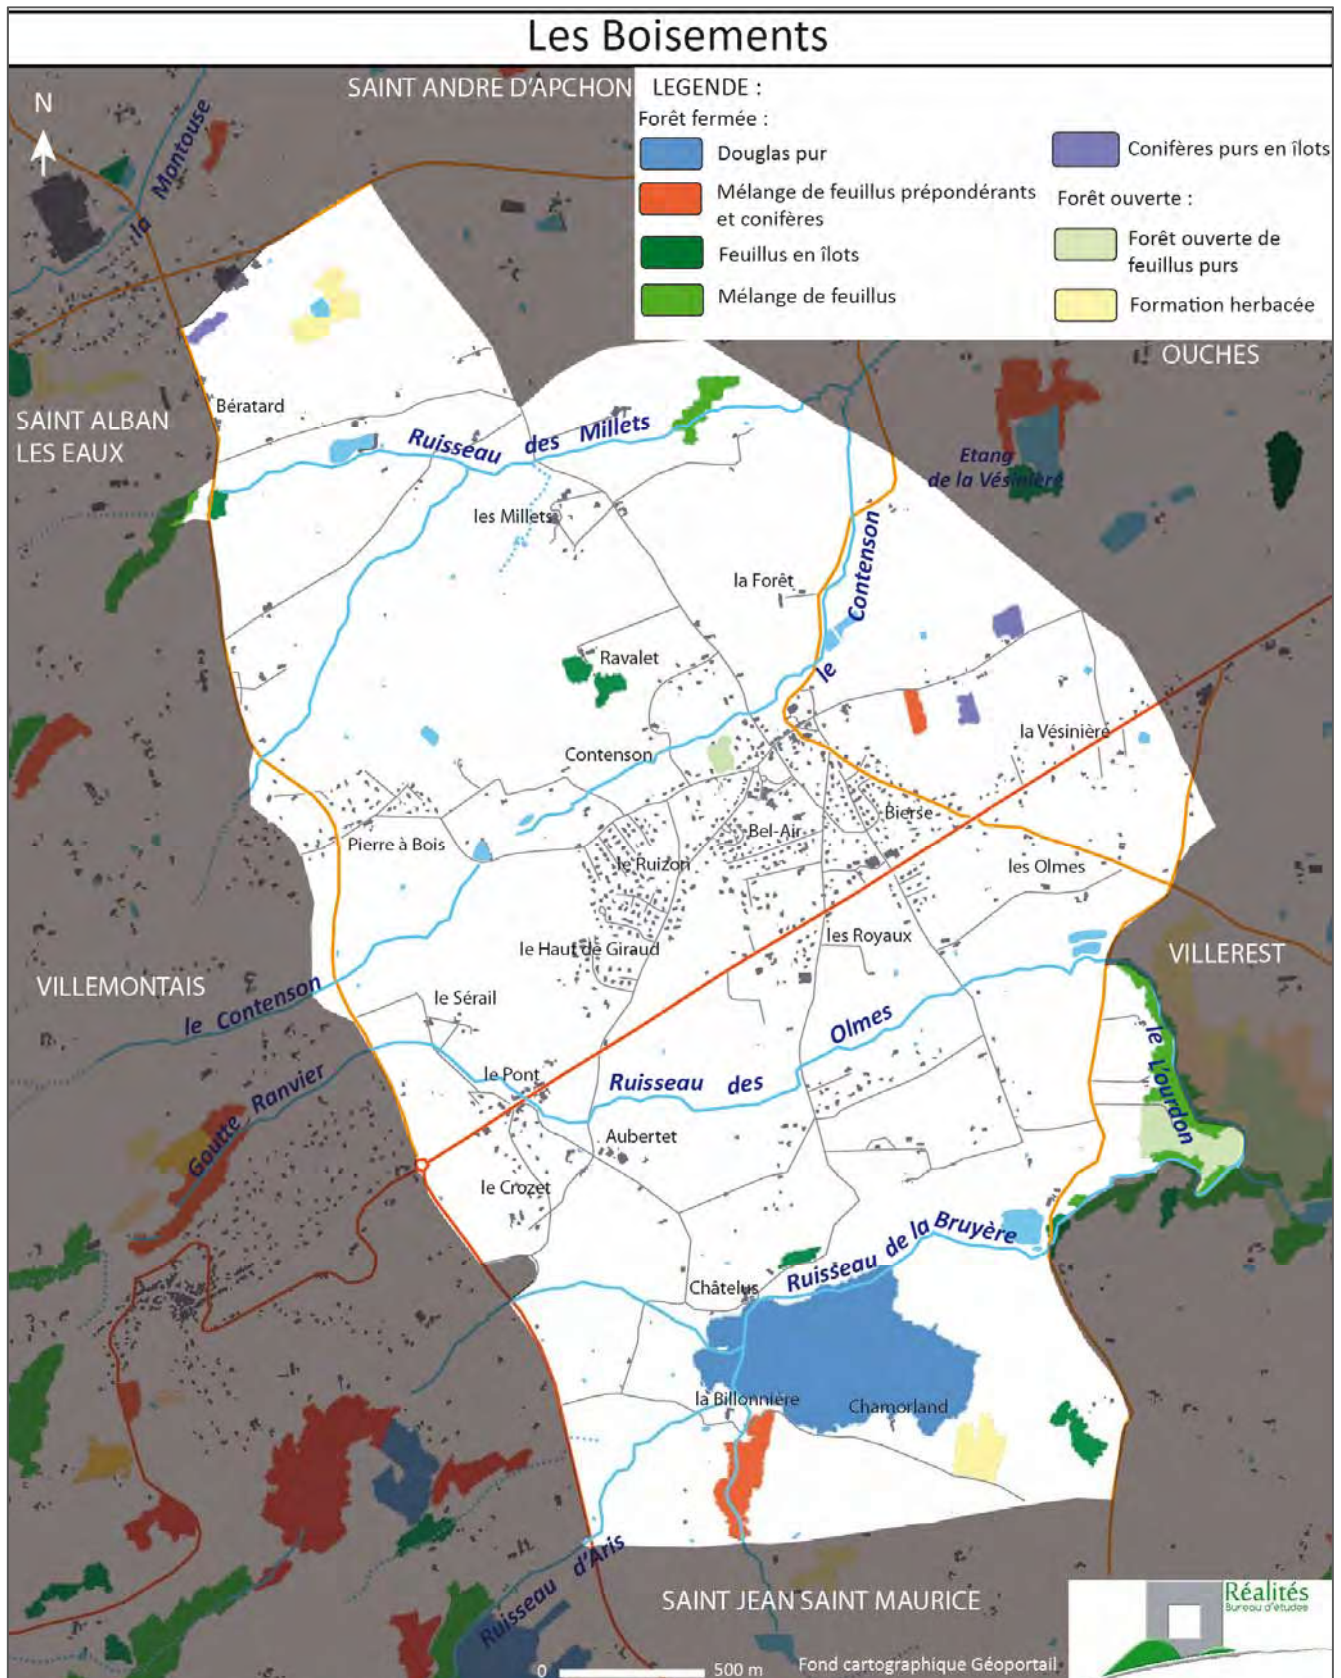 Les Boisements
SAINT ANDRE D'APCHON
LEGENDE :
Forêt fermée :
Douglas pur
Mélange de feuillus prépondérants
et conifères
Feuillus en îlots
Mélange de feuillus
Conifères purs en îlots
Forêt ouverte :
Forêt ouverte de
feuillus purs
Formation herbacée
N
la Montouse
OUCHES
Bératard
SAINT ALBAN
LES EAUX
Ruisseau des Millets
Etang
de la Vésinière
les Millets
le Contenson
la Forêt
Ravalet
Contenson
la Vésinière
Pierre à Bois
le Ruizon
Bel-Air
Bierse
les Olmes
le Haut de Giraud
les Royaux
VILLEREST
VILLEMONTAIS
le Contenson
le Sérail
Ruisseau des Olmes
le Pont
le L'ourdon
Goutte Ranvier
Aubertet
le Crozet
Ruisseau de la Bruyère
Châtelus
la Billonnière
Chamorland
Ruisseau d'Aris
SAINT JEAN SAINT MAURICE
Réalités
Bureau d'études
0 500 m
Fond cartographique Géoportail